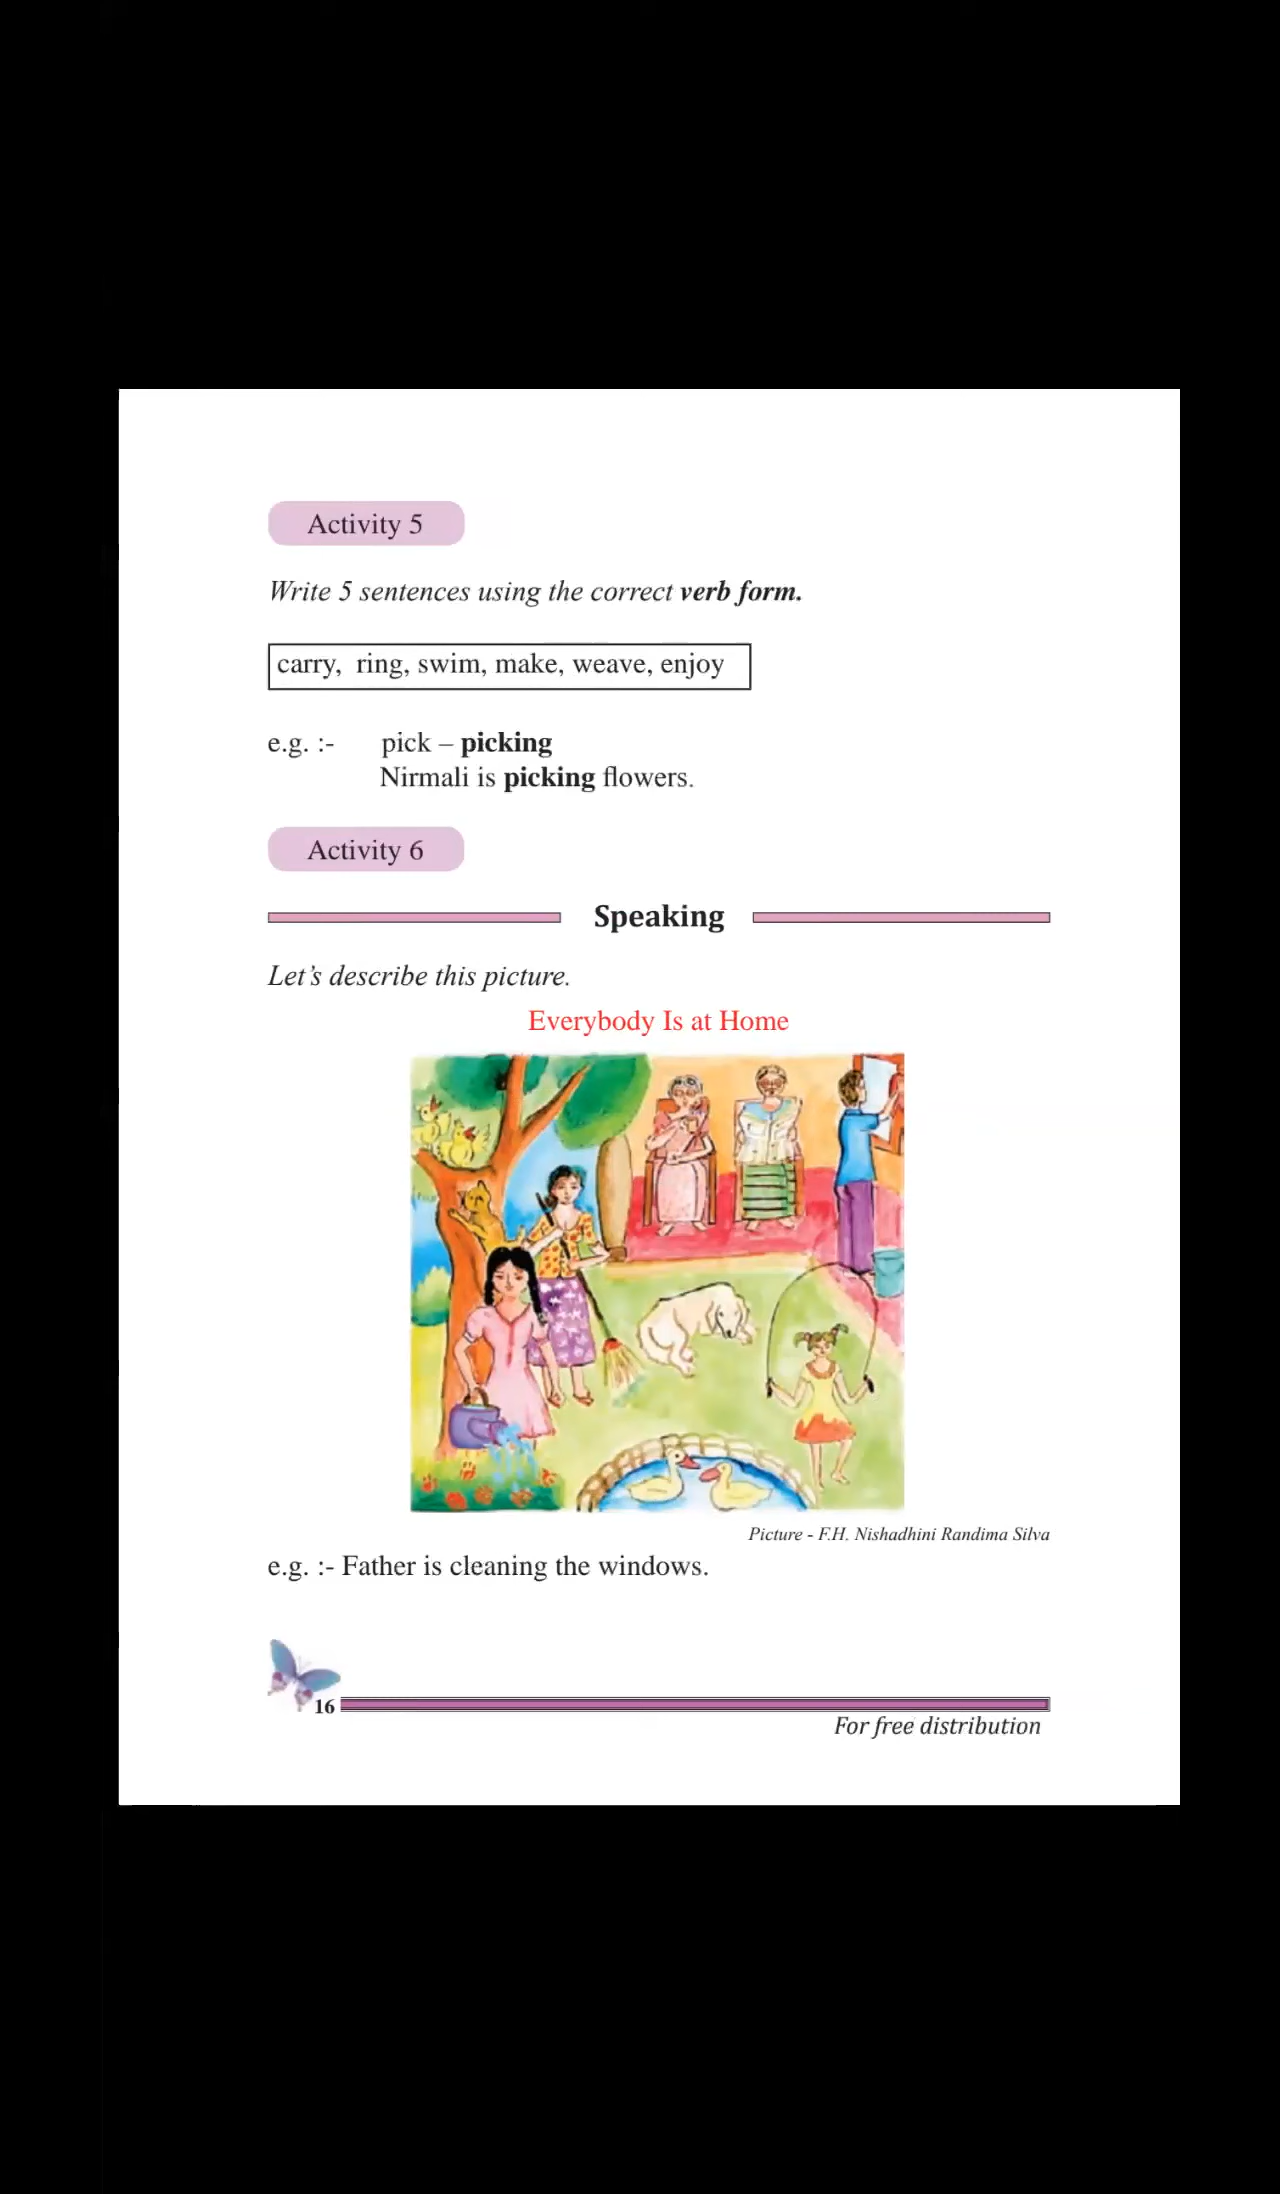 Activity 5
Write 5 sentences using the correct verb form.
carry,  ring, swim, make, weave, enjoy
e.g. :- pick – picking
Nirmali is picking flowers.
Activity 6
Speaking
Let’s describe this picture.
Everybody Is at Home
Picture - F.H. Nishadhini Randima Silva
e.g. :- Father is cleaning the windows.
16
For free distribution